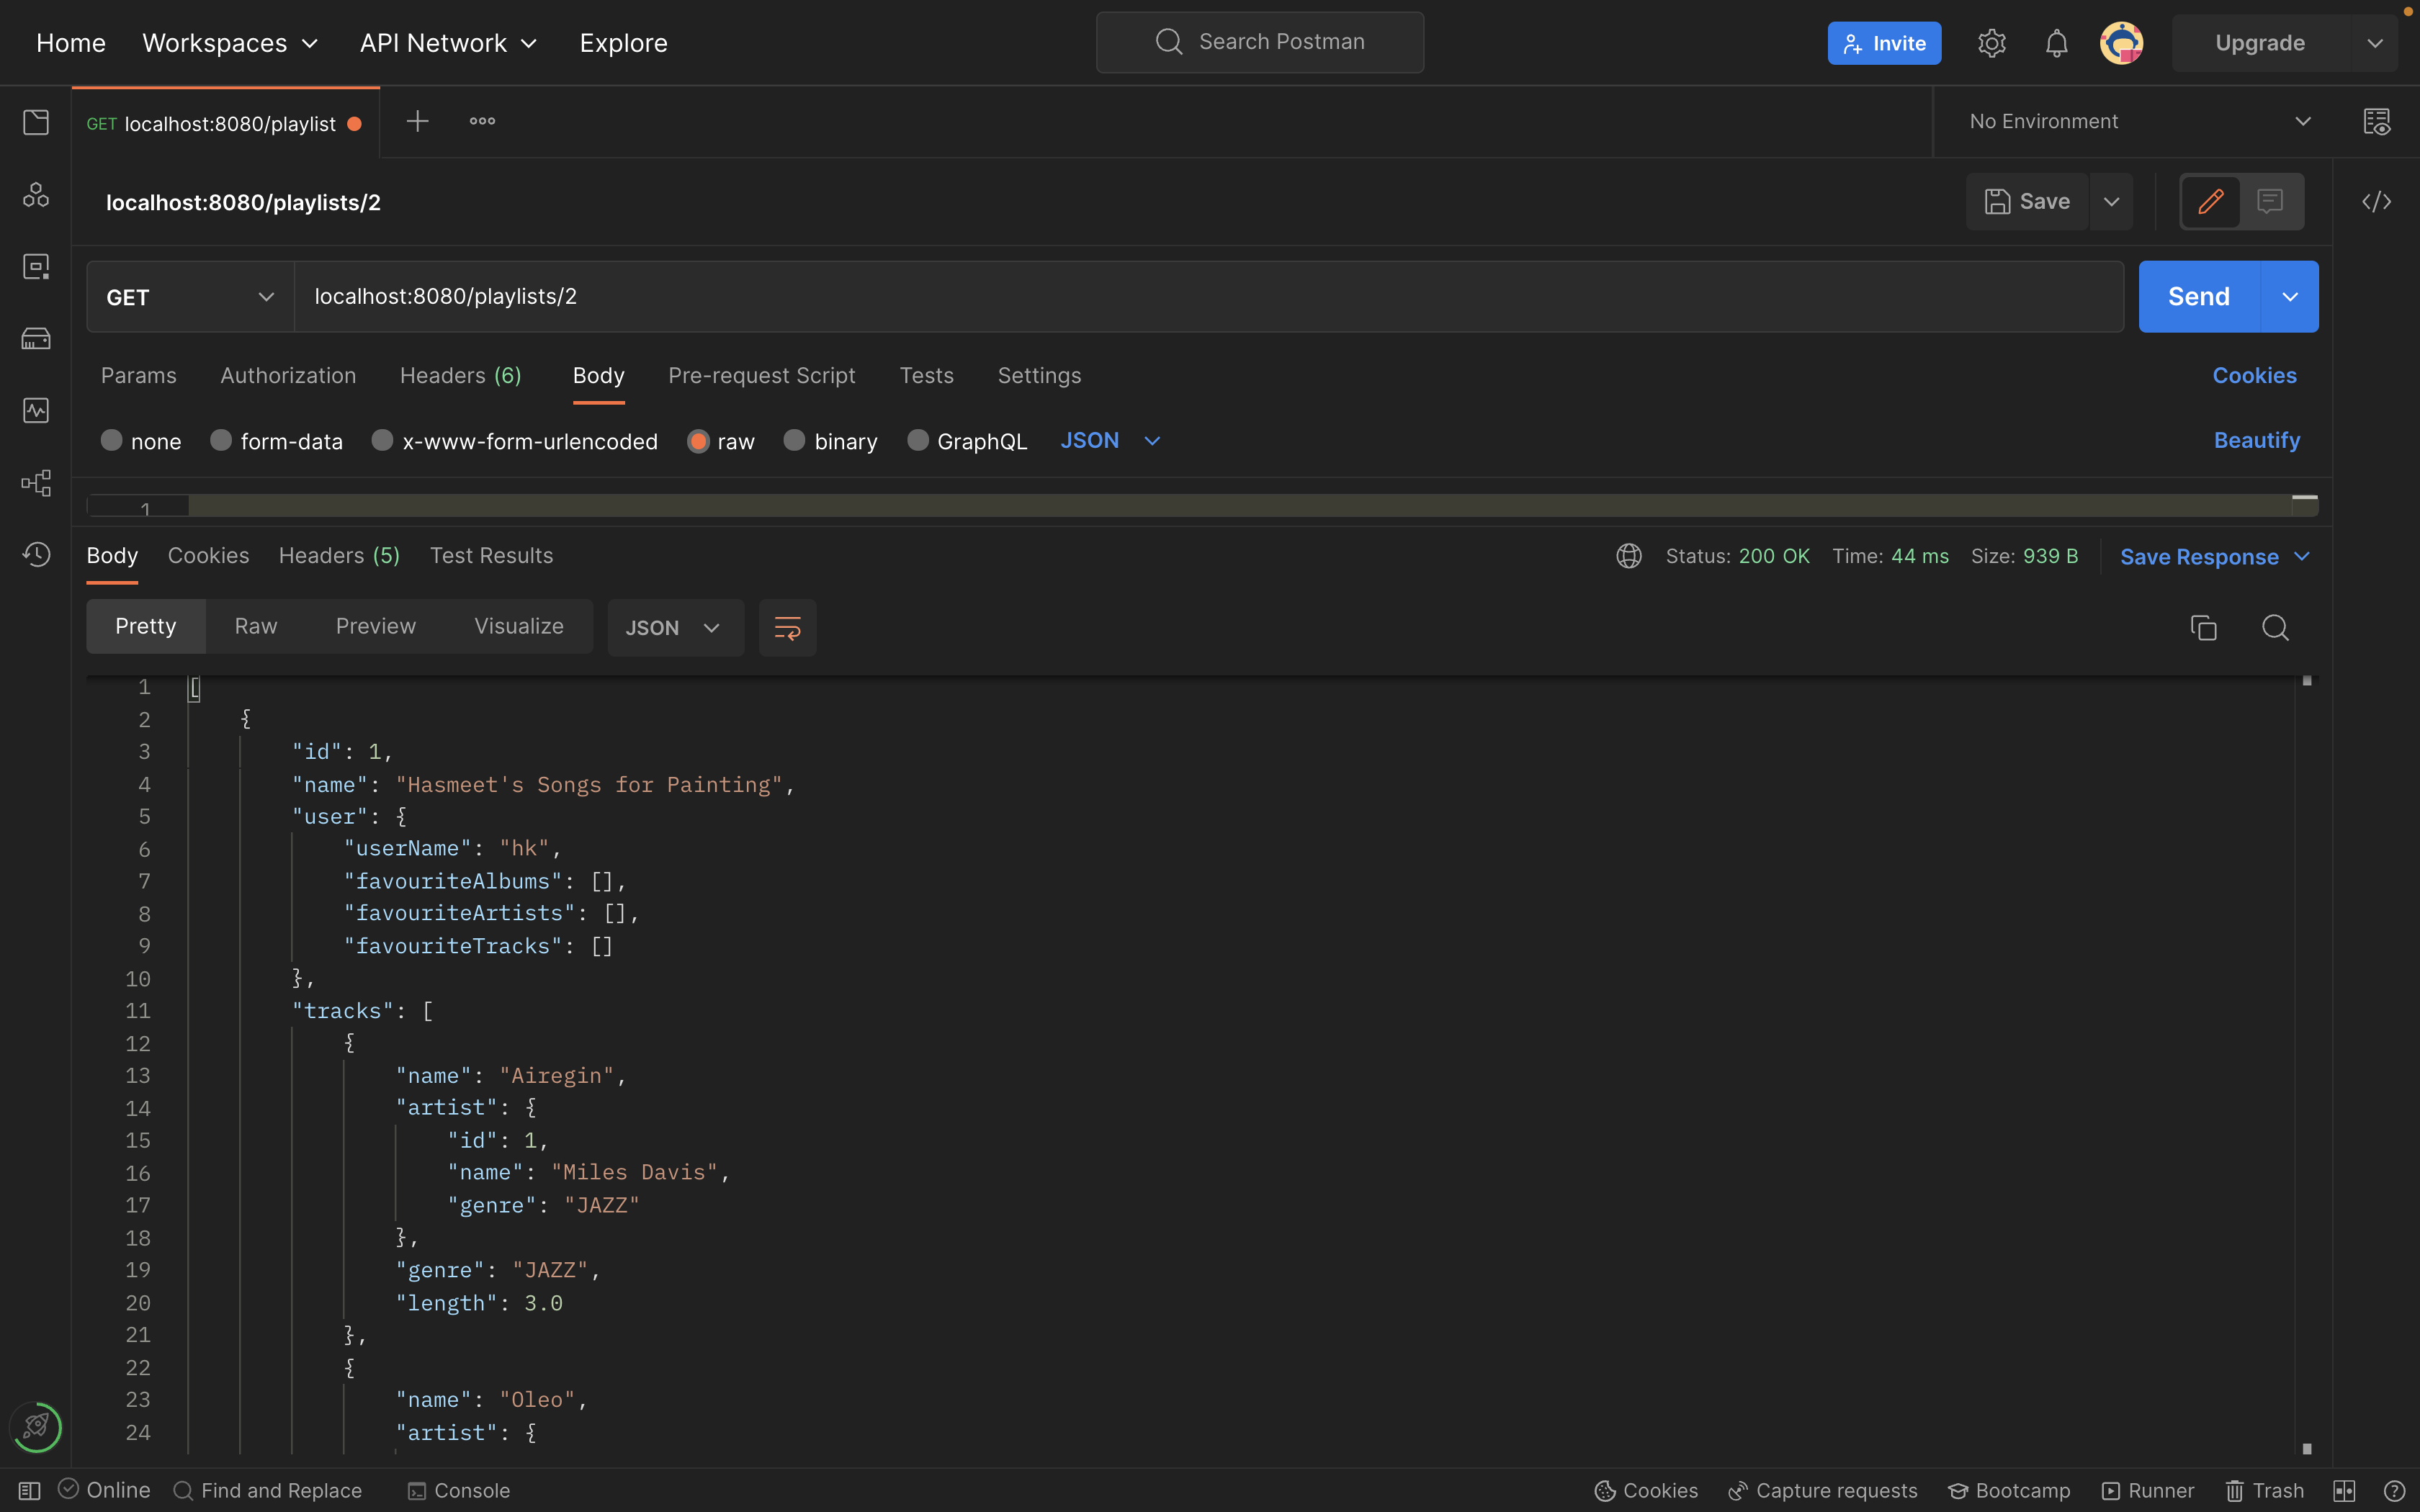 Home Workspaces API Network Explore Search Postman Invite Upgrade
GET localhost:8080/playlist No Environment
localhost:8080/playlists/2 Save
GET localhost:8080/playlists/2 Send
Params Authorization Headers (6) Body Pre-request Script Tests Settings Cookies
none form-data x-www-form-urlencoded raw binary GraphQL JSON Beautify
1
Body Cookies Headers (5) Test Results Status: 200 OK Time: 44 ms Size: 939 B Save Response
Pretty Raw Preview Visualize JSON
1 [
2 {
3 "id": 1,
4 "name": "Hasmeet's Songs for Painting",
5 "user": {
6 "userName": "hk",
7 "favouriteAlbums": [],
8 "favouriteArtists": [],
9 "favouriteTracks": []
10 },
11 "tracks": [
12 {
13 "name": "Airegin",
14 "artist": {
15 "id": 1,
16 "name": "Miles Davis",
17 "genre": "JAZZ"
18 },
19 "genre": "JAZZ",
20 "length": 3.0
21 },
22 {
23 "name": "Oleo",
24 "artist": {
Online Find and Replace Console Cookies Capture requests Bootcamp Runner Trash